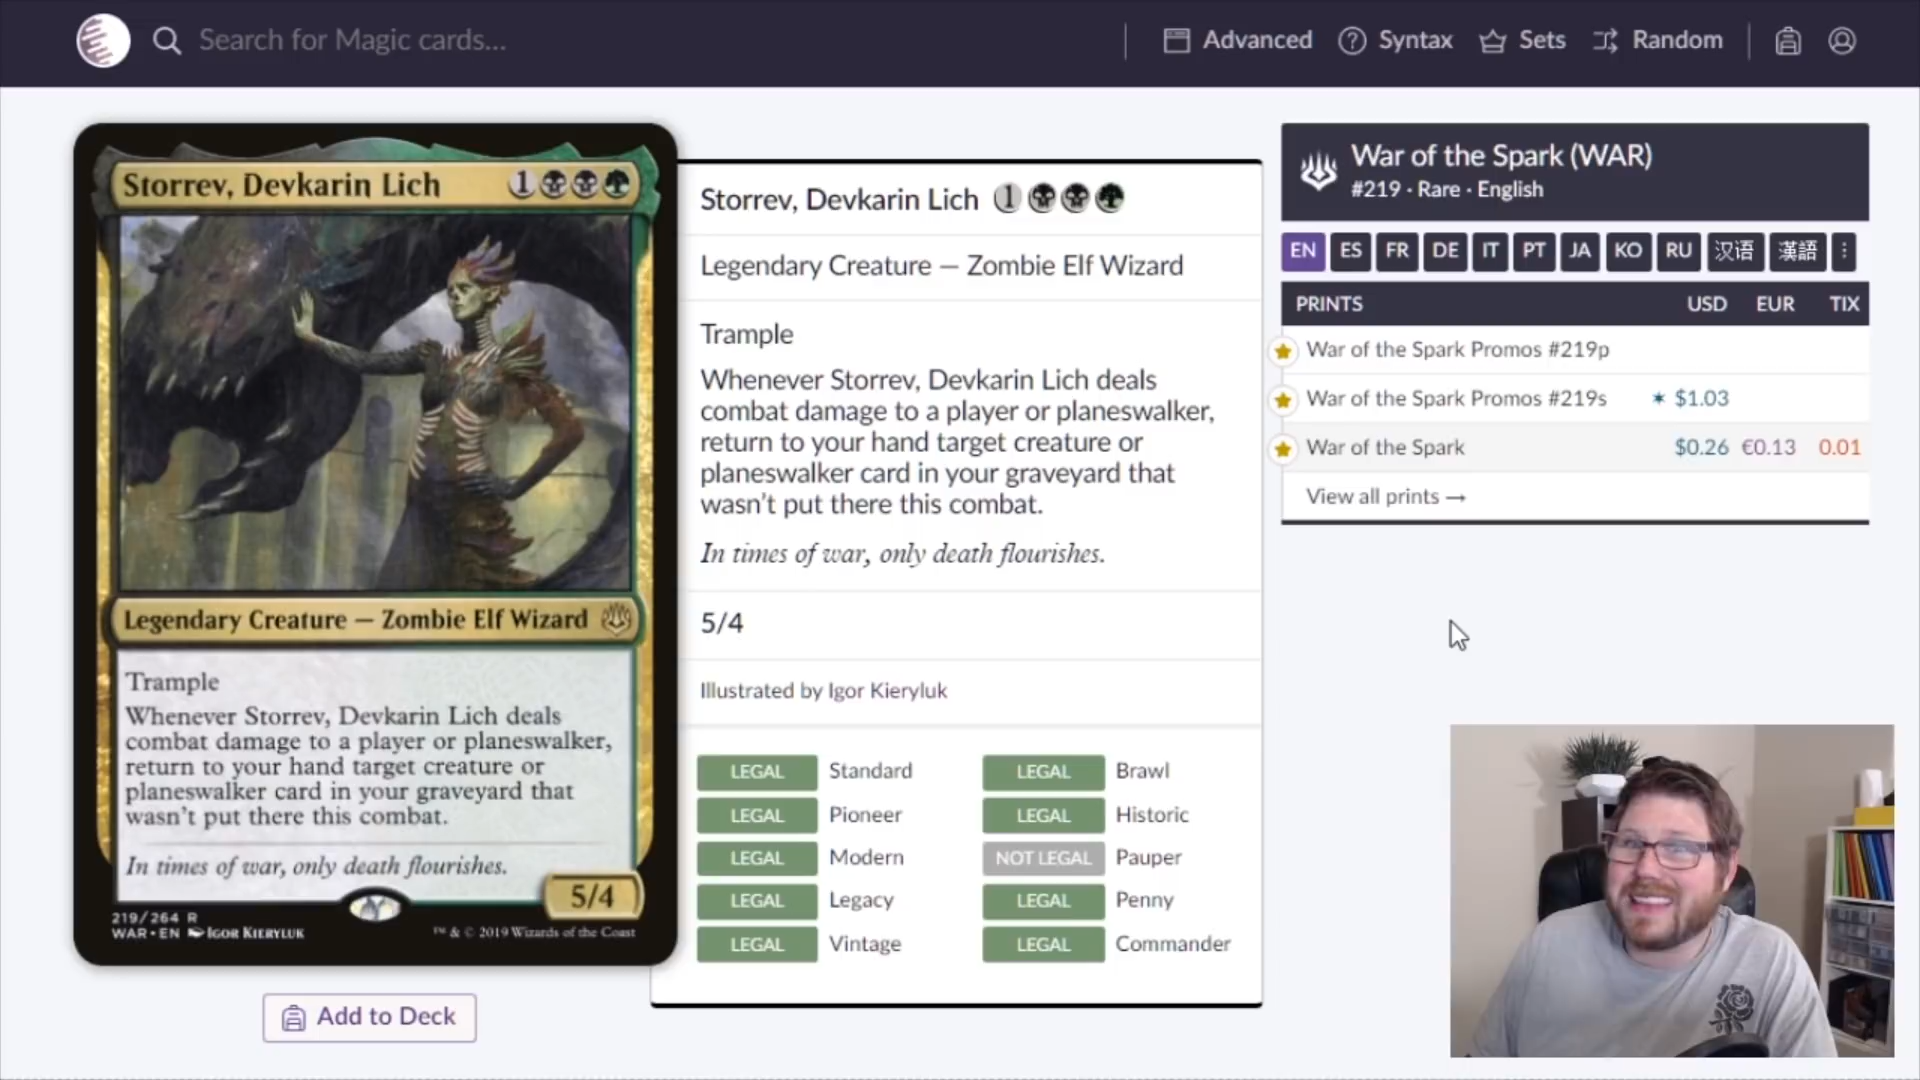 Search for Magic cards...
Advanced
Syntax
Sets
Random
Storrev, Devkarin Lich 1
Legendary Creature — Zombie Elf Wizard
Trample
Whenever Storrev, Devkarin Lich deals
combat damage to a player or planeswalker,
return to your hand target creature or
planeswalker card in your graveyard that
wasn't put there this combat.
In times of war, only death flourishes.
5/4
219/264 R
WAR • EN IGOR KIERYLUK
™ & © 2019 Wizards of the Coast
Add to Deck
Storrev, Devkarin Lich 1
Legendary Creature — Zombie Elf Wizard
Trample
Whenever Storrev, Devkarin Lich deals
combat damage to a player or planeswalker,
return to your hand target creature or
planeswalker card in your graveyard that
wasn't put there this combat.
In times of war, only death flourishes.
5/4
Illustrated by Igor Kieryluk
LEGAL Standard LEGAL Brawl
LEGAL Pioneer LEGAL Historic
LEGAL Modern NOT LEGAL Pauper
LEGAL Legacy LEGAL Penny
LEGAL Vintage LEGAL Commander
War of the Spark (WAR)
#219 · Rare · English
EN ES FR DE IT PT JA KO RU 汉语 漢語
PRINTS USD EUR TIX
War of the Spark Promos #219p
War of the Spark Promos #219s $1.03
War of the Spark $0.26 €0.13 0.01
View all prints →